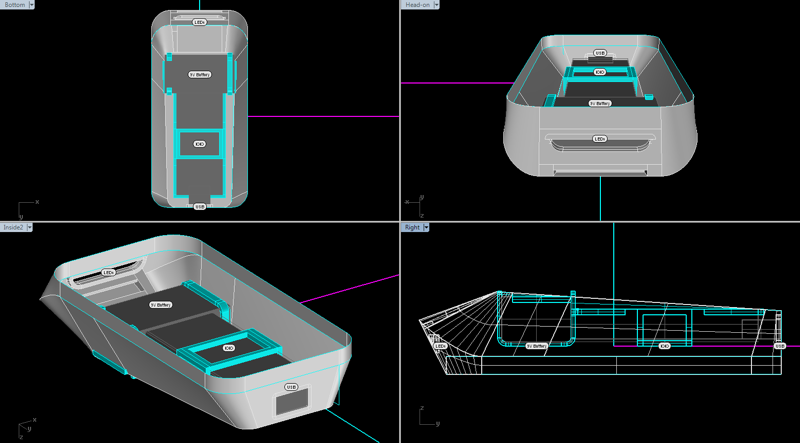 Bottom
LEDs
9V Battery
IOIO
USB
x
y
Head-on
USB
IOIO
9V Battery
LEDs
x
y
z
Inside2
LEDs
9V Battery
IOIO
USB
x
y
z
Right
LEDs
9V Battery
IOIO
USB
z
y